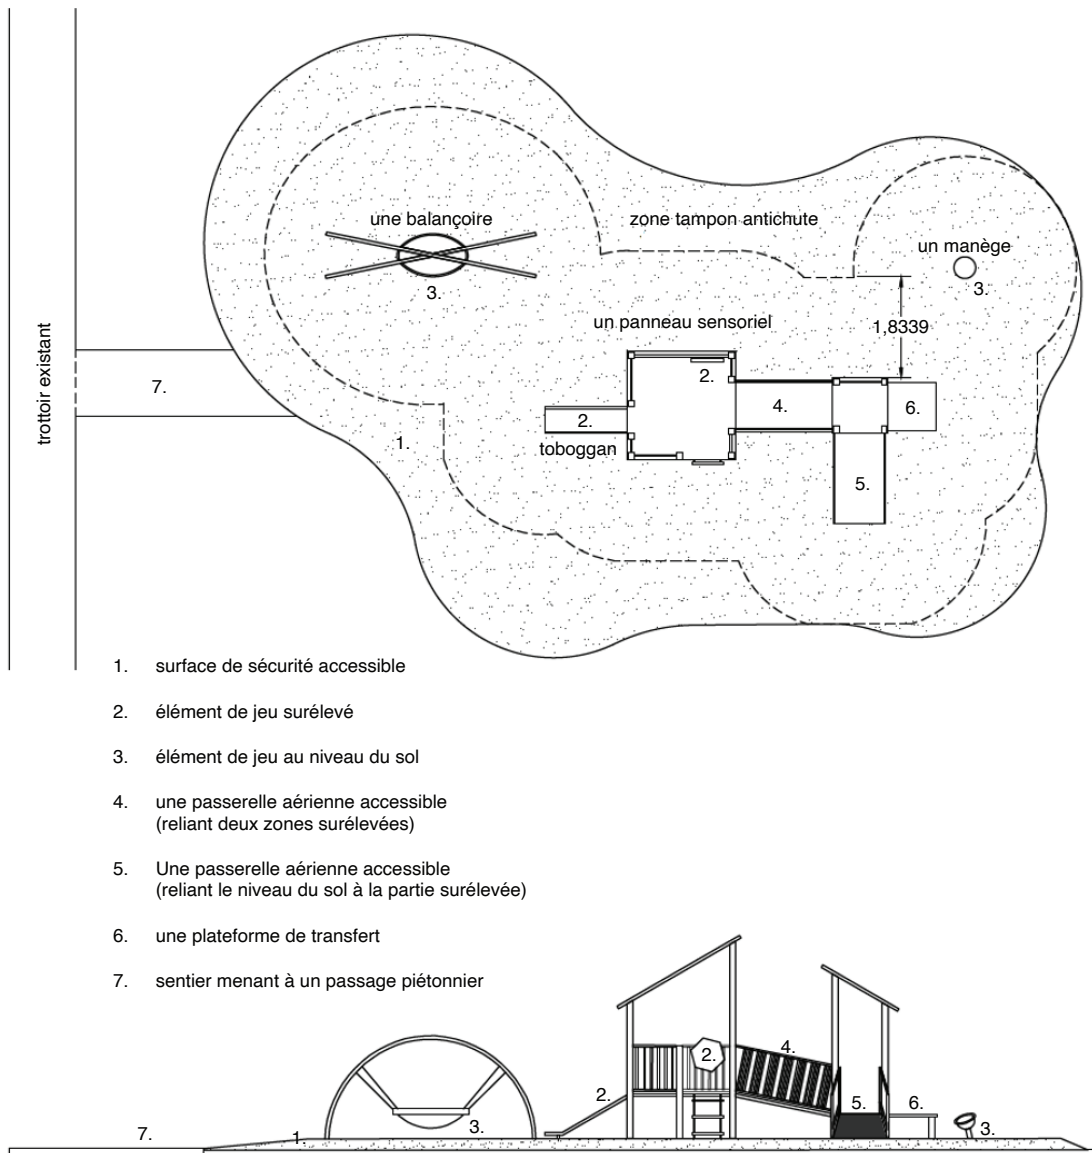 une balançoire
zone tampon antichute
un manège
3.
3.
un panneau sensoriel
1,8339
trottoir existant
7.
2.
4.
6.
2.
1.
toboggan
5.
1. surface de sécurité accessible
2. élément de jeu surélevé
3. élément de jeu au niveau du sol
4. une passerelle aérienne accessible
(reliant deux zones surélevées)
5. Une passerelle aérienne accessible
(reliant le niveau du sol à la partie surélevée)
6. une plateforme de transfert
7. sentier menant à un passage piétonnier
4.
2.
2.
5.
6.
3.
3.
7.
1.